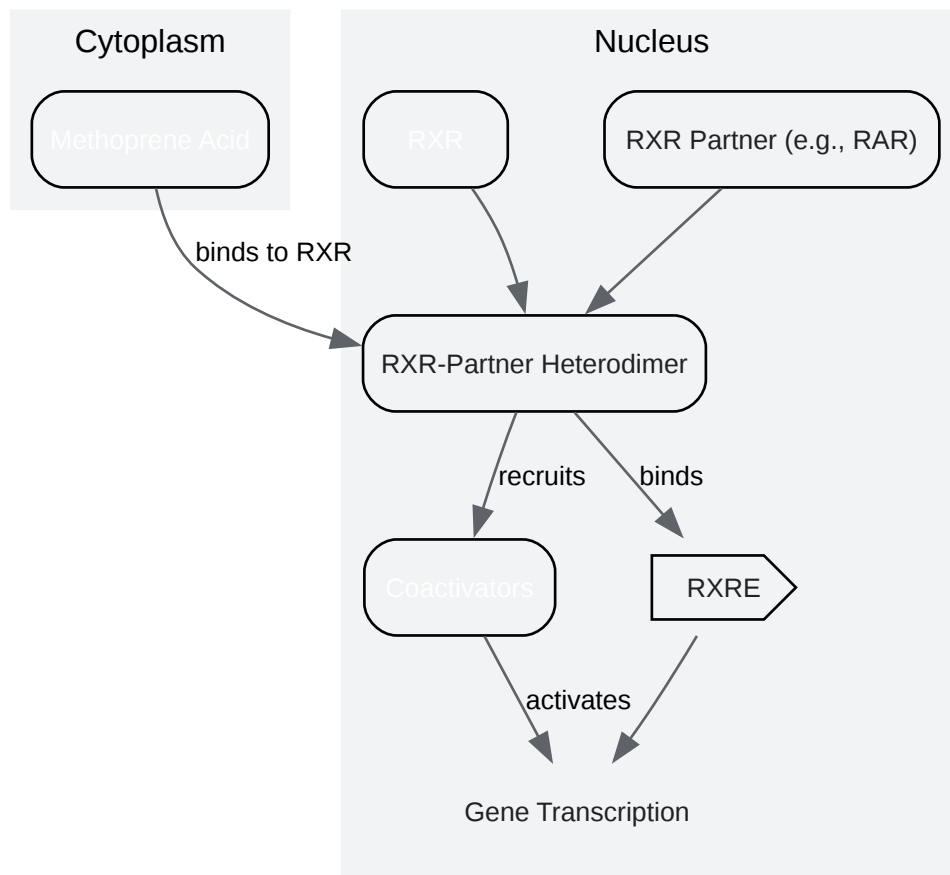 Cytoplasm
Nucleus
Methoprene Acid
RXR
RXR Partner (e.g., RAR)
binds to RXR
RXR-Partner Heterodimer
recruits
binds
Coactivators
RXRE
activates
Gene Transcription